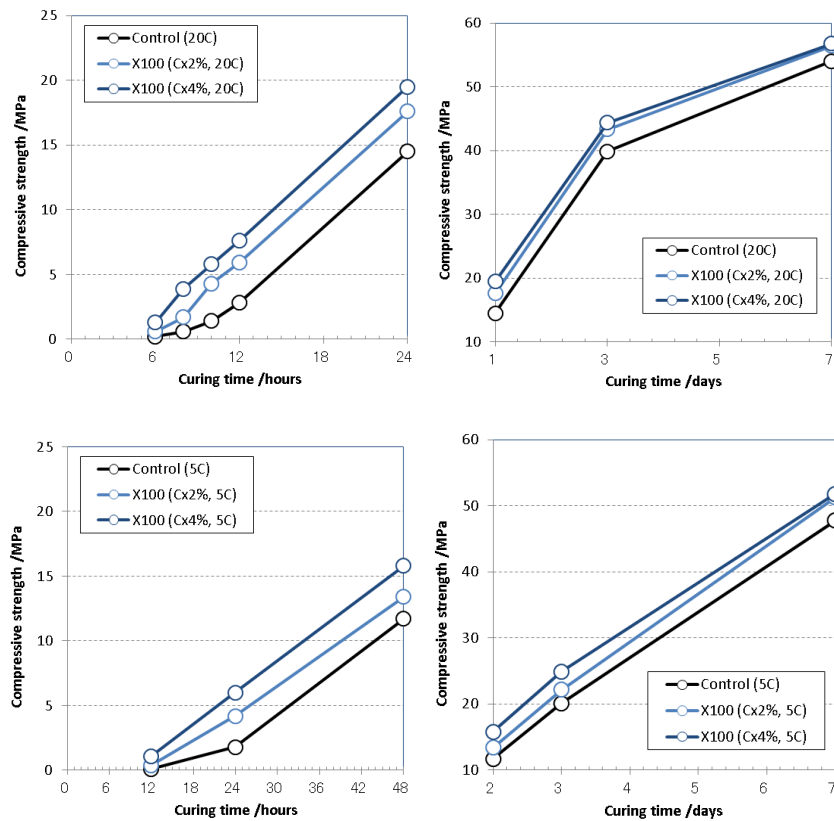 25
20
15
10
5
0
Compressive strength /MPa
Control (20C)
X100 (Cx2%, 20C)
X100 (Cx4%, 20C)
0 6 12 18 24
Curing time /hours
60
50
40
30
20
10
Compressive strength /MPa
Control (20C)
X100 (Cx2%, 20C)
X100 (Cx4%, 20C)
1 3 5 7
Curing time /days
25
20
15
10
5
0
Compressive strength /MPa
Control (5C)
X100 (Cx2%, 5C)
X100 (Cx4%, 5C)
0 6 12 18 24 30 36 42 48
Curing time /hours
60
50
40
30
20
10
Compressive strength /MPa
Control (5C)
X100 (Cx2%, 5C)
X100 (Cx4%, 5C)
2 3 4 5 6 7
Curing time /days